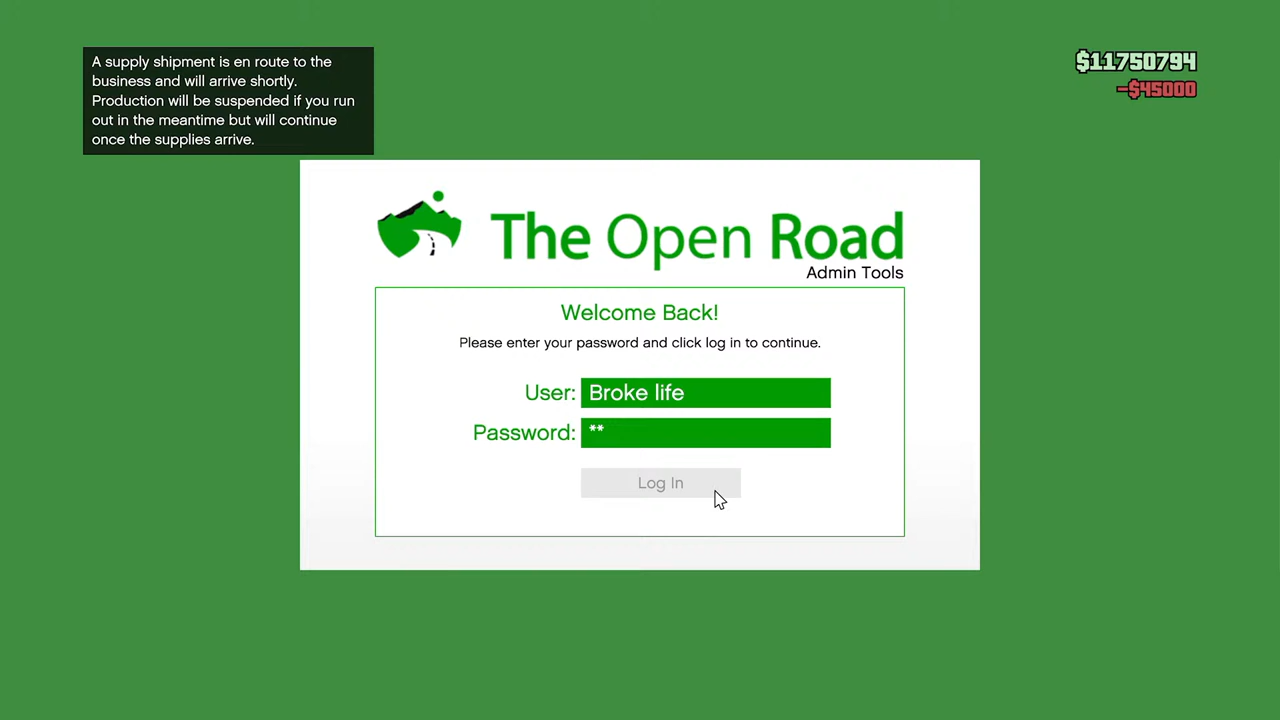 A supply shipment is en route to the
business and will arrive shortly.
Production will be suspended if you run
out in the meantime but will continue
once the supplies arrive.
$11750794
-$45000
The Open Road
Admin Tools
Welcome Back!
Please enter your password and click log in to continue.
User: Broke life
Password: **
Log In